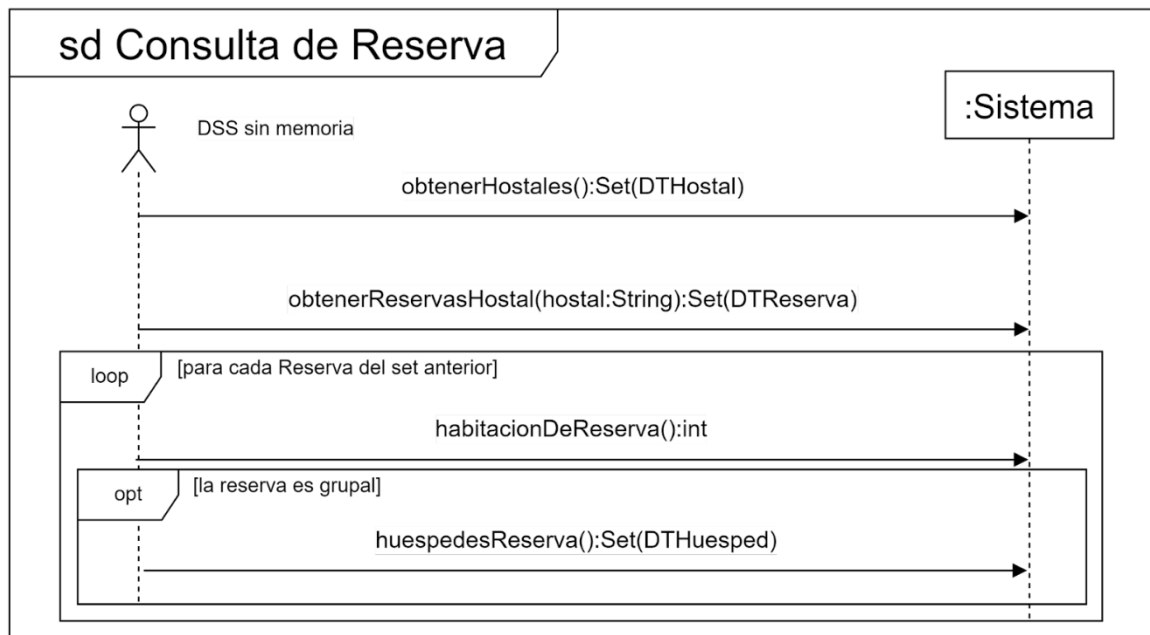 sd Consulta de Reserva
DSS sin memoria
:Sistema
obtenerHostales():Set(DTHostal)
obtenerReservasHostal(hostal:String):Set(DTReserva)
loop
[para cada Reserva del set anterior]
habitacionDeReserva():int
opt
[la reserva es grupal]
huespedesReserva():Set(DTHuesped)